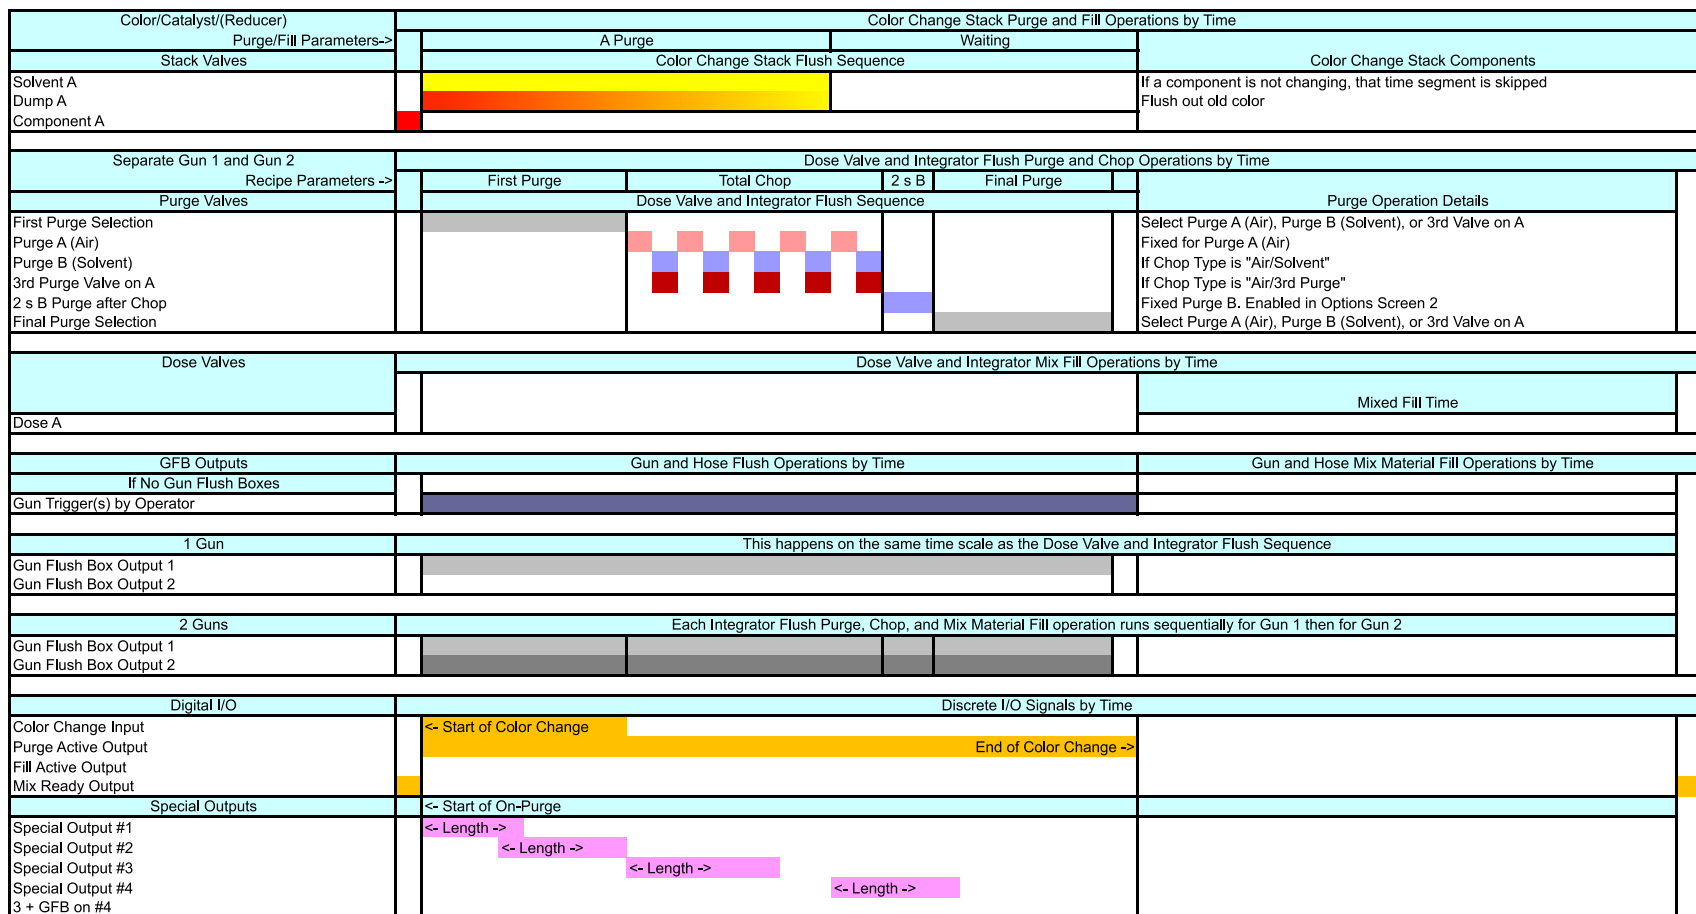 Color/Catalyst/(Reducer)
Color Change Stack Purge and Fill Operations by Time
Purge/Fill Parameters->
A Purge
Waiting
Stack Valves
Color Change Stack Flush Sequence
Color Change Stack Components
Solvent A
If a component is not changing, that time segment is skipped
Dump A
Flush out old color
Component A
Separate Gun 1 and Gun 2
Dose Valve and Integrator Flush Purge and Chop Operations by Time
Recipe Parameters ->
First Purge
Total Chop
2 s B
Final Purge
Purge Valves
Dose Valve and Integrator Flush Sequence
Purge Operation Details
First Purge Selection
Select Purge A (Air), Purge B (Solvent), or 3rd Valve on A
Purge A (Air)
Fixed for Purge A (Air)
Purge B (Solvent)
If Chop Type is "Air/Solvent"
3rd Purge Valve on A
If Chop Type is "Air/3rd Purge"
2 s B Purge after Chop
Fixed Purge B. Enabled in Options Screen 2
Final Purge Selection
Select Purge A (Air), Purge B (Solvent), or 3rd Valve on A
Dose Valves
Dose Valve and Integrator Mix Fill Operations by Time
Mixed Fill Time
Dose A
GFB Outputs
Gun and Hose Flush Operations by Time
Gun and Hose Mix Material Fill Operations by Time
If No Gun Flush Boxes
Gun Trigger(s) by Operator
1 Gun
This happens on the same time scale as the Dose Valve and Integrator Flush Sequence
Gun Flush Box Output 1
Gun Flush Box Output 2
2 Guns
Each Integrator Flush Purge, Chop, and Mix Material Fill operation runs sequentially for Gun 1 then for Gun 2
Gun Flush Box Output 1
Gun Flush Box Output 2
Digital I/O
Discrete I/O Signals by Time
Color Change Input
<- Start of Color Change
Purge Active Output
End of Color Change ->
Fill Active Output
Mix Ready Output
Special Outputs
<- Start of On-Purge
Special Output #1
<- Length ->
Special Output #2
<- Length ->
Special Output #3
<- Length ->
Special Output #4
<- Length ->
3 + GFB on #4